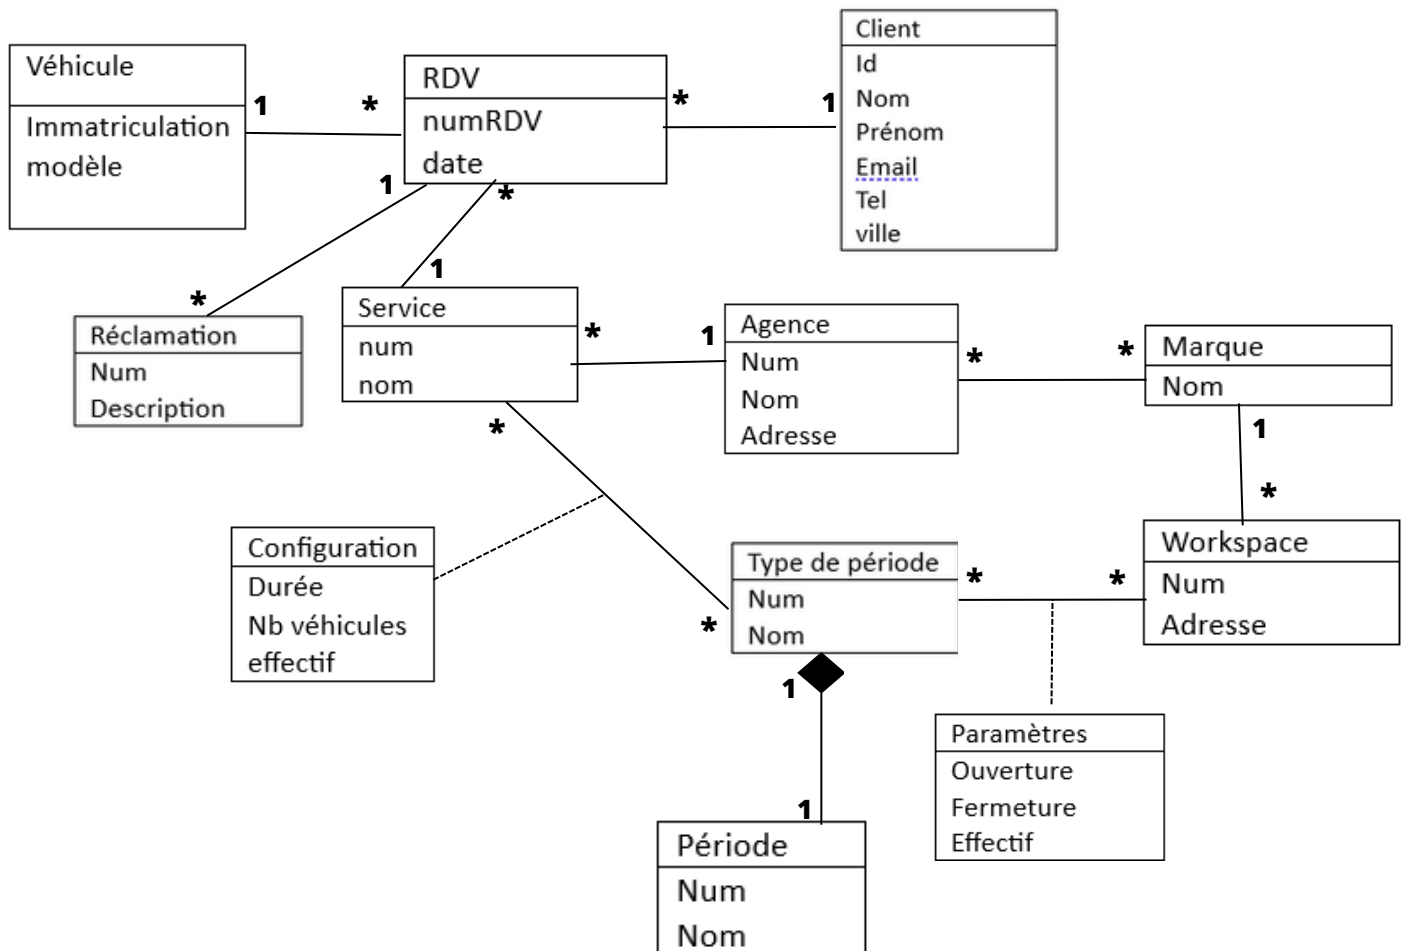 Véhicule
Immatriculation
modèle
1
*
RDV
numRDV
date
*
1
Client
Id
Nom
Prénom
Email
Tel
ville
1
*
*
1
Réclamation
Num
Description
Service
num
nom
*
1
Agence
Num
Nom
Adresse
*
*
Marque
Nom
1
*
*
*
Configuration
Durée
Nb véhicules
effectif
Type de période
Num
Nom
*
*
Workspace
Num
Adresse
1
1
Paramètres
Ouverture
Fermeture
Effectif
Période
Num
Nom